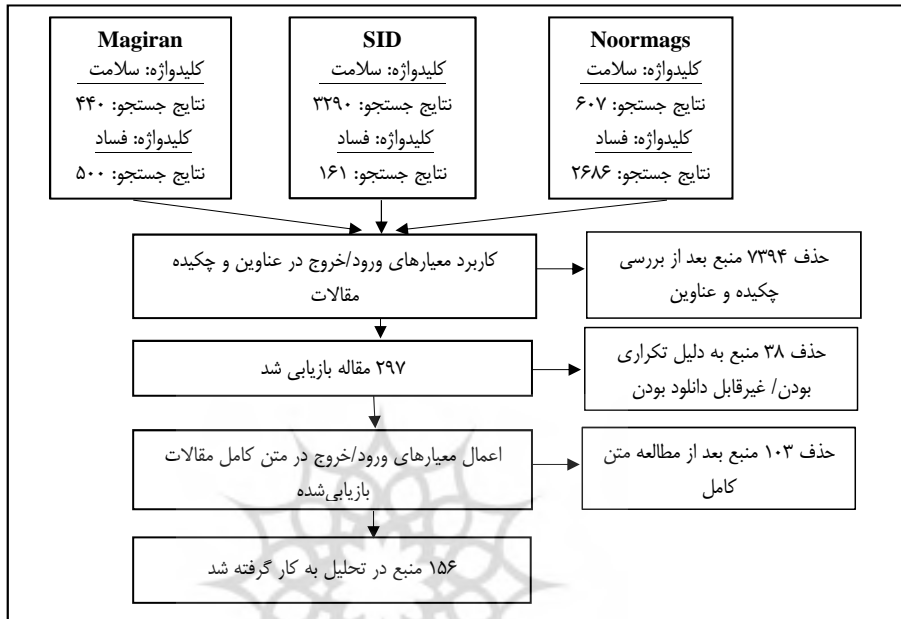 Magiran
کلیدواژه: سلامت
نتایج جستجو: ۴۴۰
کلیدواژه: فساد
نتایج جستجو: ۵۰۰
SID
کلیدواژه: سلامت
نتایج جستجو: ۳۲۹۰
کلیدواژه: فساد
نتایج جستجو: ۱۶۱
Noormags
کلیدواژه: سلامت
نتایج جستجو: ۶۰۷
کلیدواژه: فساد
نتایج جستجو: ۲۶۸۶
کاربرد معیارهای ورود/خروج در عناوین و چکیده
مقالات
حذف ۷۳۹۴ منبع بعد از بررسی
چکیده و عناوین
۲۹۷ مقاله بازیابی شد
حذف ۳۸ منبع به دلیل تکراری
بودن/ غیرقابل دانلود بودن
اعمال معیارهای ورود/خروج در متن کامل مقالات
بازیابی‌شده
حذف ۱۰۳ منبع بعد از مطالعه متن
کامل
۱۵۶ منبع در تحلیل به کار گرفته شد